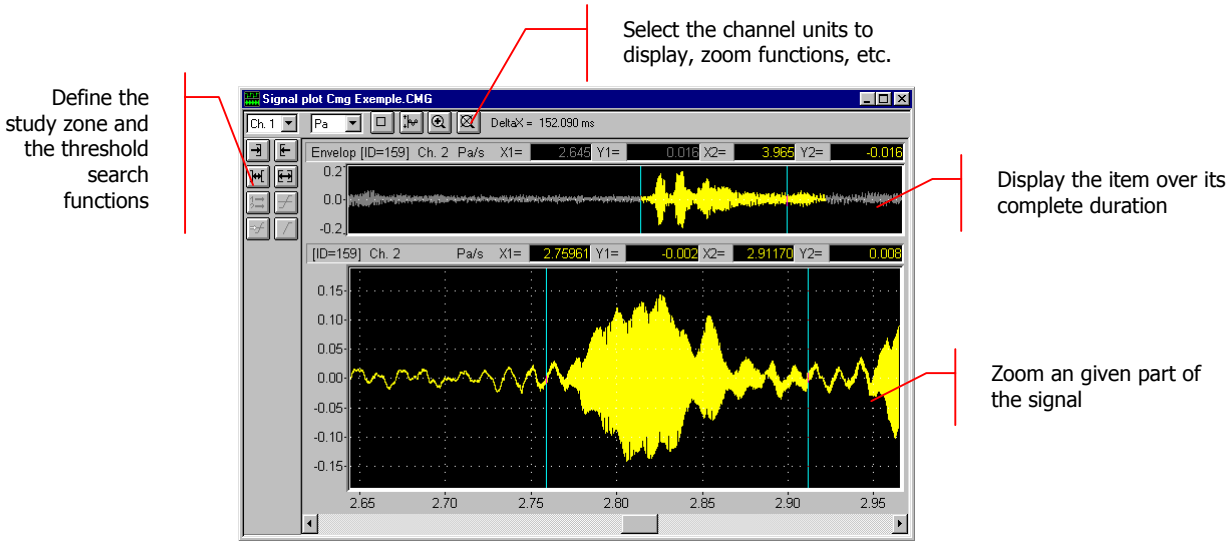 Select the channel units to
display, zoom functions, etc.
Define the
study zone and
the threshold
search
functions
Signal plot Cmg Exemple.CMG
Ch. 1 Pa DeltaX = 152.090 ms
Envelop [ID=159] Ch. 2 Pa/s X1= 2.645 Y1= 0.016 X2= 3.965 Y2= -0.016
0.2
0.0
-0.2
Display the item over its
complete duration
[ID=159] Ch. 2 Pa/s X1= 2.75961 Y1= -0.002 X2= 2.91170 Y2= 0.008
0.15
0.10
0.05
0.00
-0.05
-0.10
-0.15
Zoom an given part of
the signal
2.65 2.70 2.75 2.80 2.85 2.90 2.95